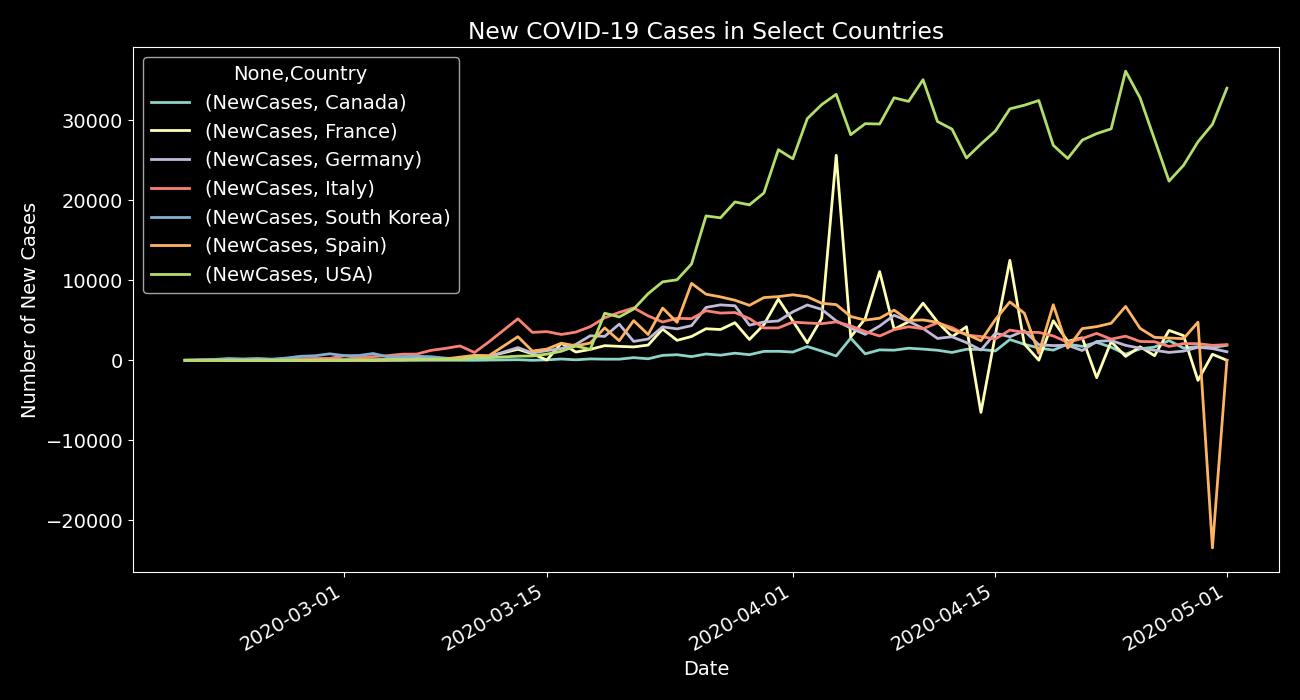 New COVID-19 Cases in Select Countries
None,Country
(NewCases, Canada)
(NewCases, France)
(NewCases, Germany)
(NewCases, Italy)
(NewCases, South Korea)
(NewCases, Spain)
(NewCases, USA)
Number of New Cases
30000
20000
10000
0
−10000
−20000
2020-03-01
2020-03-15
2020-04-01
2020-04-15
2020-05-01
Date